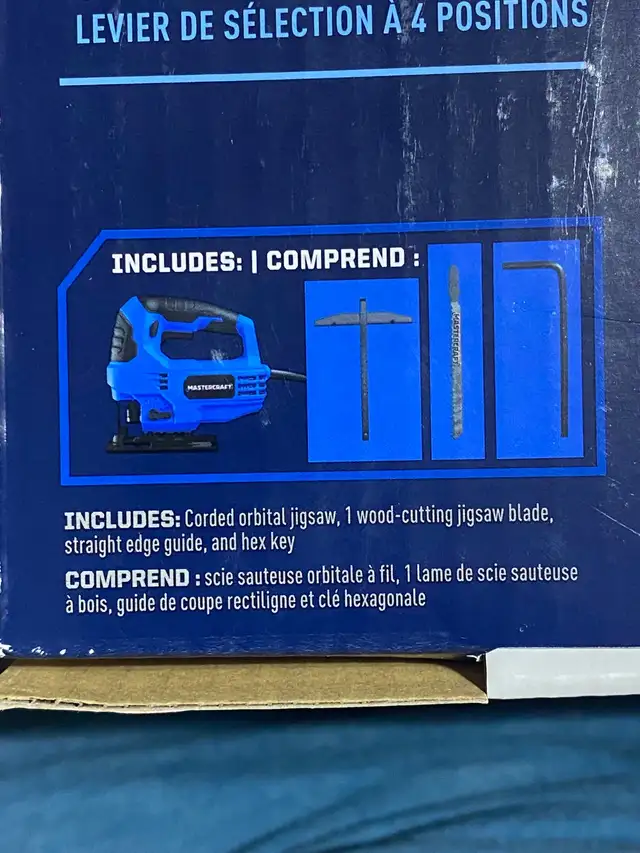 LEVIER DE SÉLECTION À 4 POSITIONS
INCLUDES: | COMPREND :
MASTERCRAFT
MASTERCRAFT
INCLUDES: Corded orbital jigsaw, 1 wood-cutting jigsaw blade,
straight edge guide, and hex key
COMPREND : scie sauteuse orbitale à fil, 1 lame de scie sauteuse
à bois, guide de coupe rectiligne et clé hexagonale